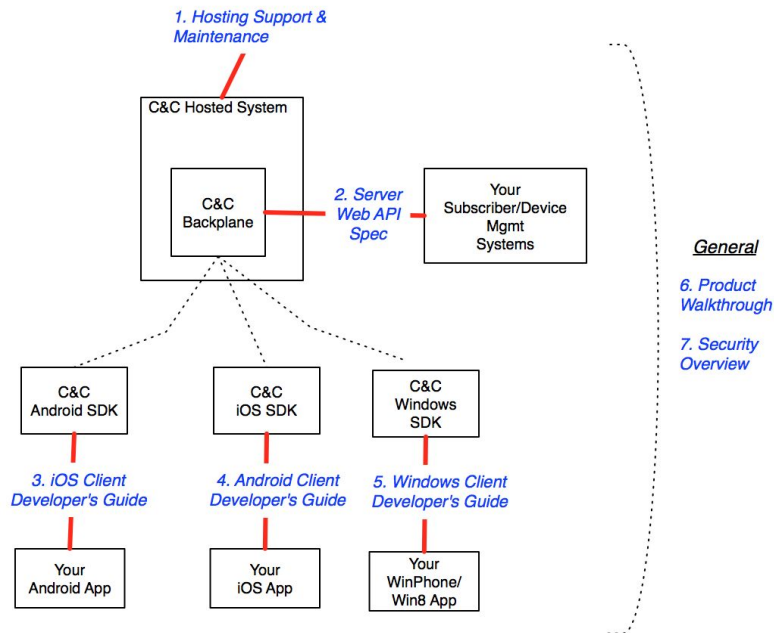 1. Hosting Support &
Maintenance
C&C Hosted System
C&C
Backplane
2. Server
Web API
Spec
Your
Subscriber/Device
Mgmt
Systems
General
6. Product
Walkthrough
7. Security
Overview
C&C
Android SDK
C&C
iOS SDK
C&C
Windows
SDK
3. iOS Client
Developer's Guide
4. Android Client
Developer's Guide
5. Windows Client
Developer's Guide
Your
Android App
Your
iOS App
Your
WinPhone/
Win8 App